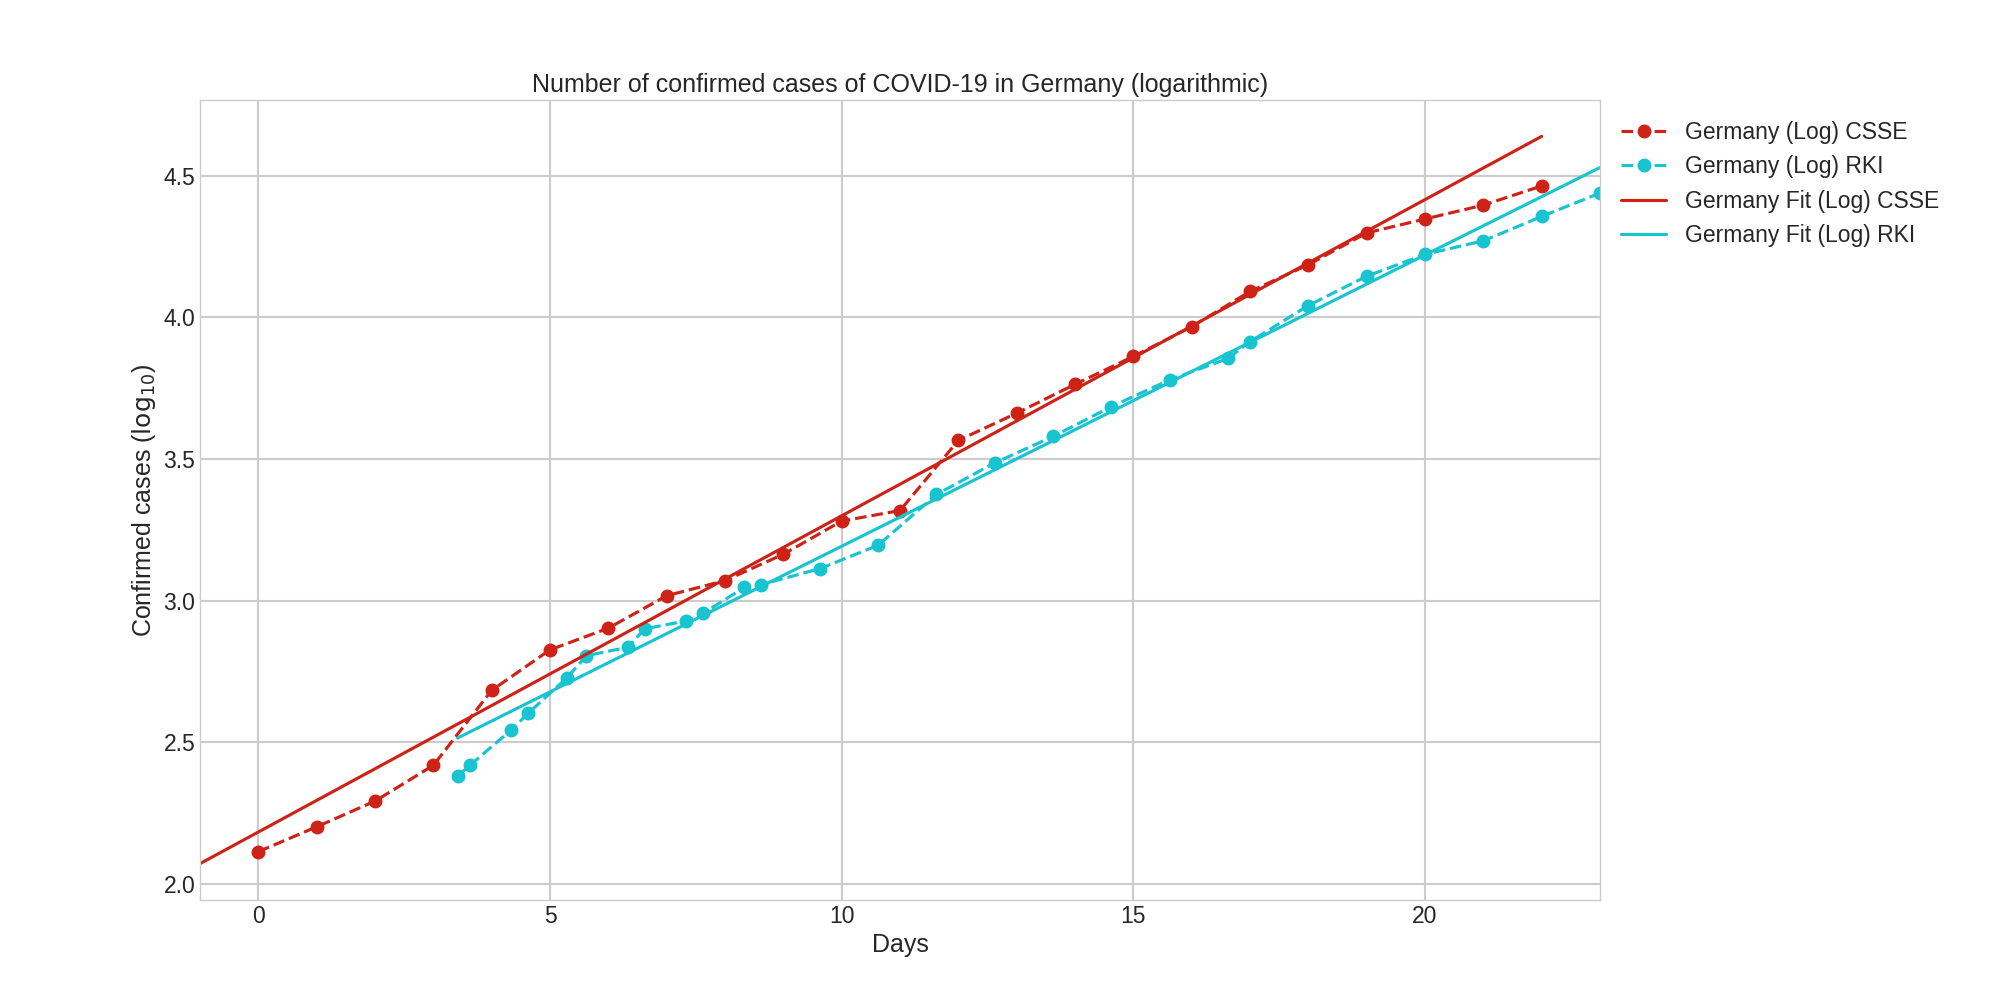 Number of confirmed cases of COVID-19 in Germany (logarithmic)
Germany (Log) CSSE
Germany (Log) RKI
Germany Fit (Log) CSSE
Germany Fit (Log) RKI
4.5
4.0
3.5
3.0
2.5
2.0
Confirmed cases (log₁₀)
0 5 10 15 20
Days